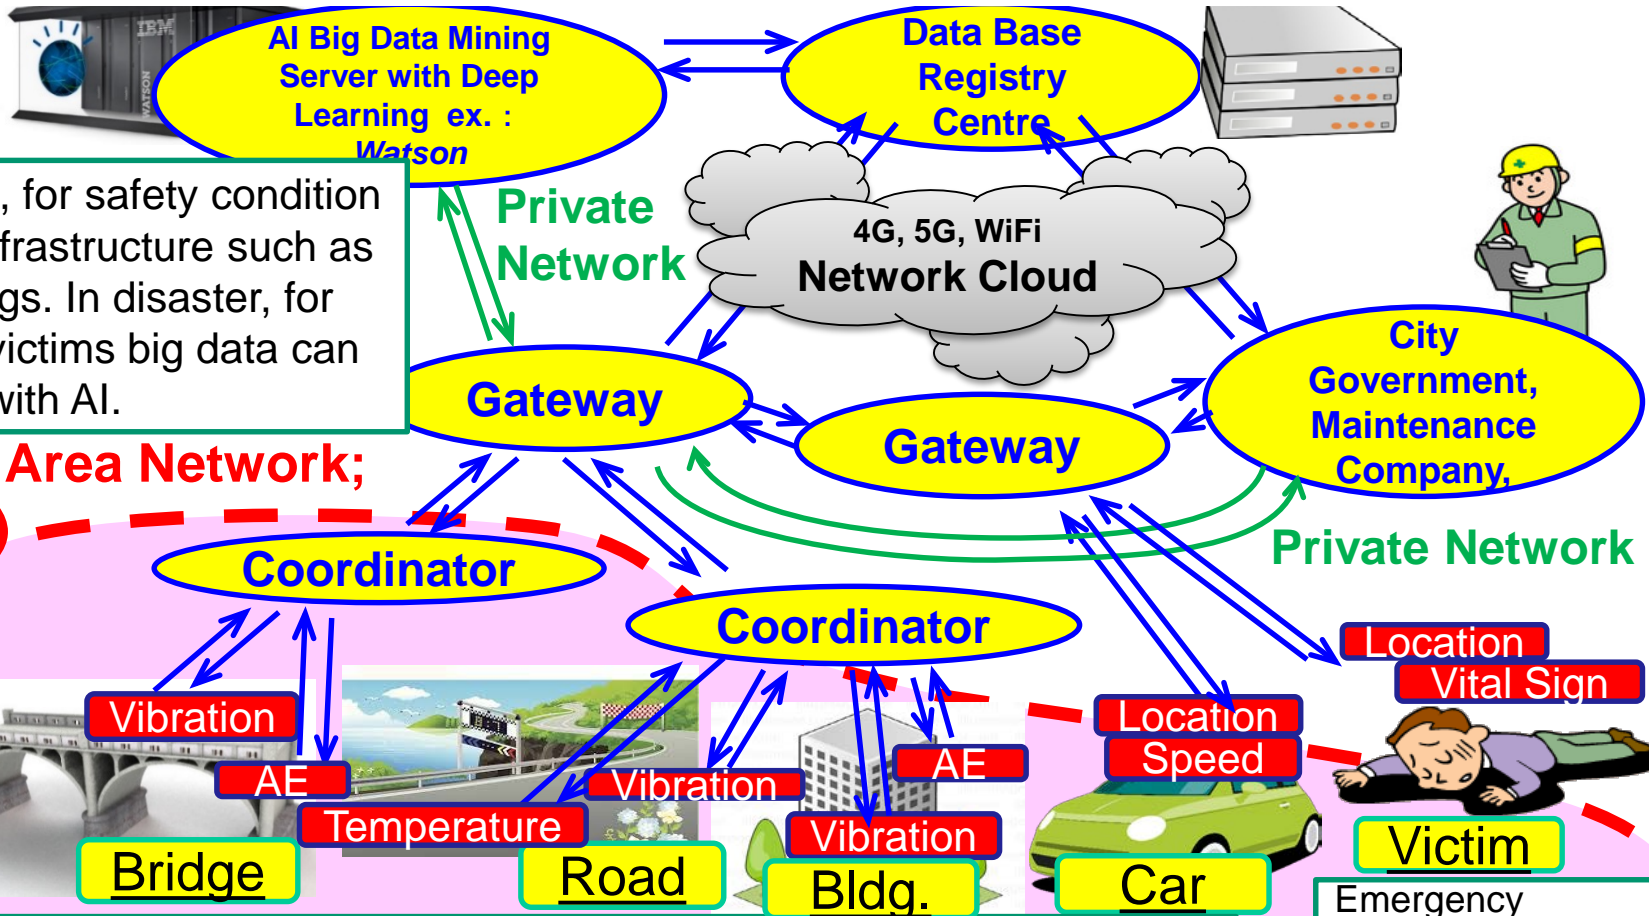 IBM
WATSON
AI Big Data Mining
Server with Deep
Learning ex. :
Watson
Data Base
Registry
Centre
, for safety condition
frastructure such as
gs. In disaster, for
victims big data can
with AI.
Private
Network
4G, 5G, WiFi
Network Cloud
City
Government,
Maintenance
Company,
Gateway
Gateway
Area Network;
Private Network
Coordinator
Coordinator
Location
Vital Sign
Vibration
Location
Speed
AE
AE
Vibration
Temperature
Vibration
Bridge
Road
Bldg.
Car
Victim
Emergency